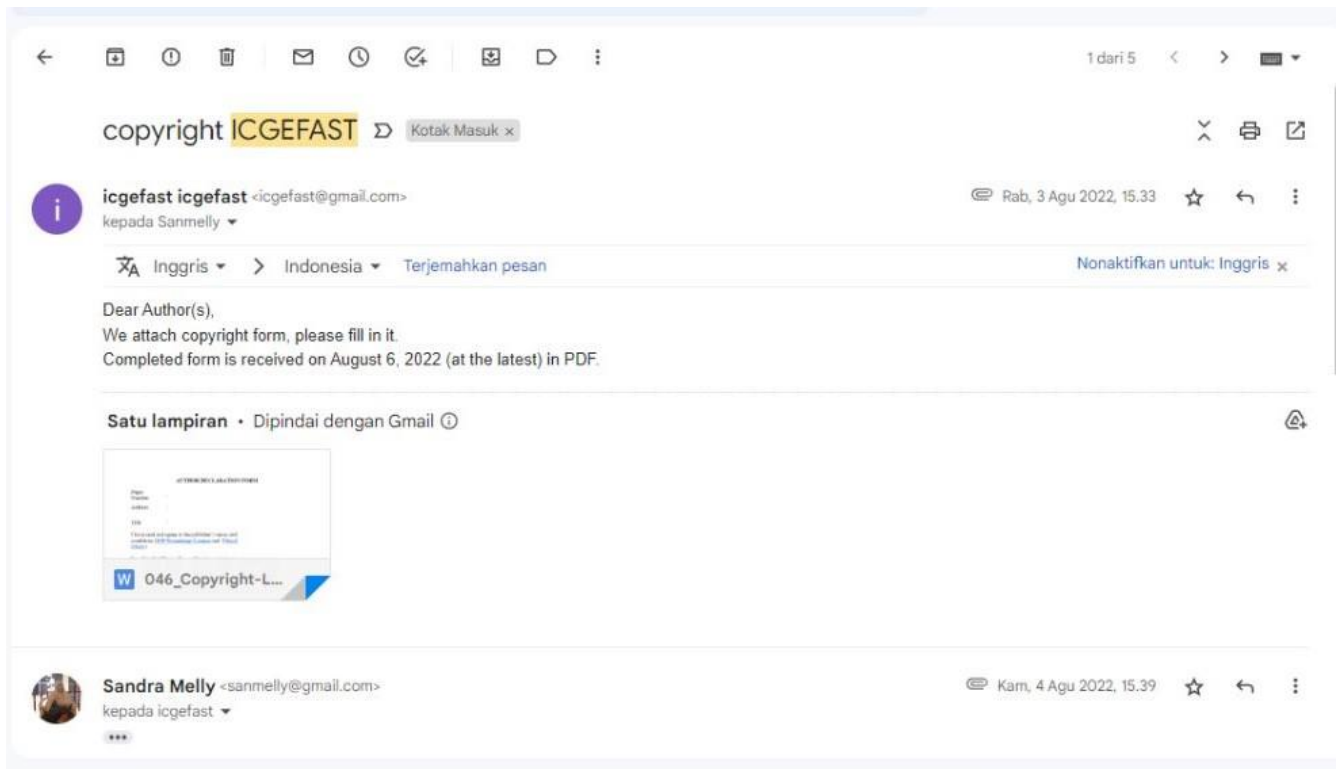 1 dari 5
copyright ICGEFAST Kotak Masuk ×
i
icgefast icgefast <icgefast@gmail.com> Rab, 3 Agu 2022, 15.33
kepada Sanmelly
Inggris > Indonesia Terjemahkan pesan Nonaktifkan untuk: Inggris ×
Dear Author(s),
We attach copyright form, please fill in it.
Completed form is received on August 6, 2022 (at the latest) in PDF.
Satu lampiran • Dipindai dengan Gmail
AUTHOR DECLARATION FORM
W 046_Copyright-L...
Sandra Melly <sanmelly@gmail.com> Kam, 4 Agu 2022, 15.39
kepada icgefast